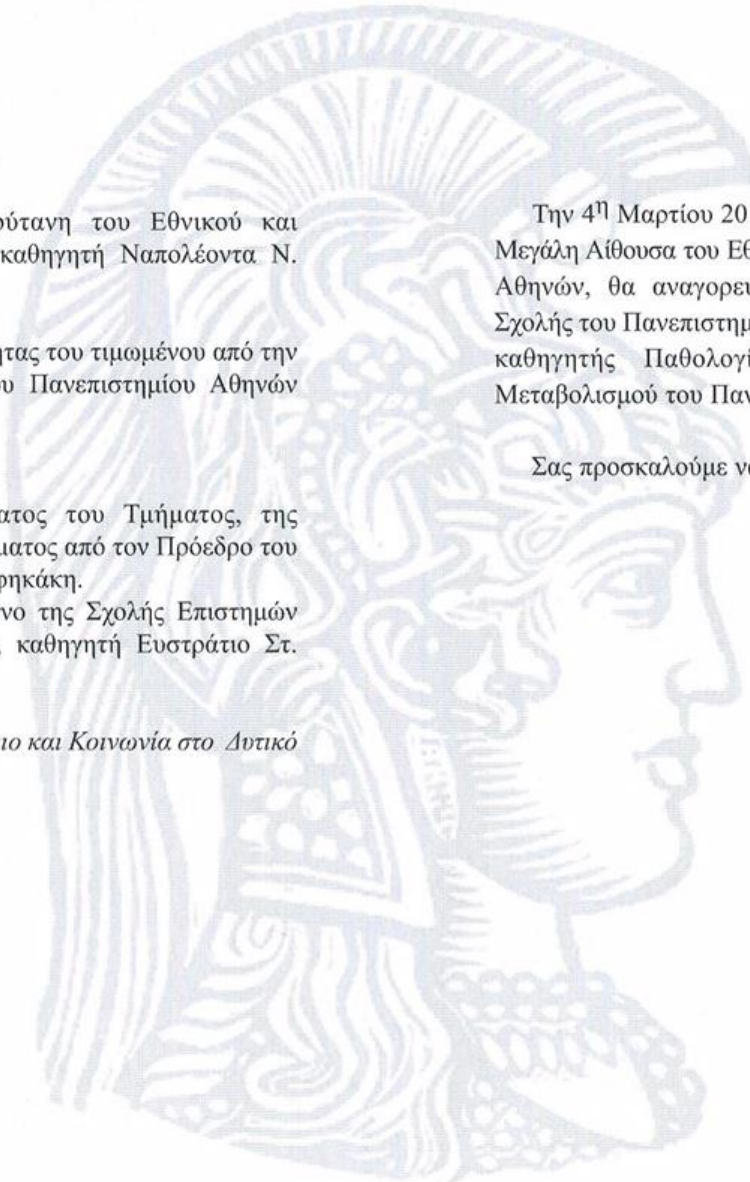 ρύτανη του Εθνικού και
καθηγητή Ναπολέοντα Ν.
ητας του τιμωμένου από την
υ Πανεπιστημίου Αθηνών
ατος του Τμήματος, της
ματος από τον Πρόεδρο του
φηκάκη.
νο της Σχολής Επιστημών
καθηγητή Ευστράτιο Στ.
ιο και Κοινωνία στο Δυτικό
Την 4η Μαρτίου 20
Μεγάλη Αίθουσα του Εθ
Αθηνών, θα αναγορευ
Σχολής του Πανεπιστημ
καθηγητής Παθολογί
Μεταβολισμού του Παν
Σας προσκαλούμε ν